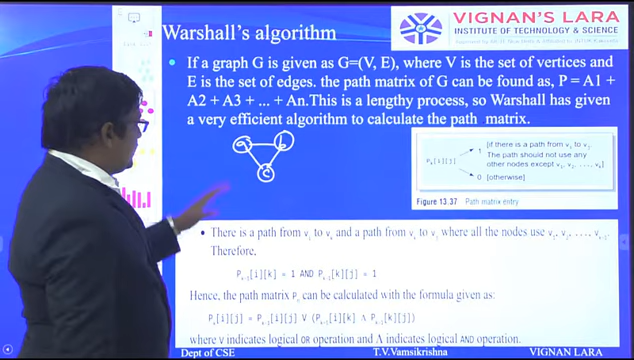 Warshall's algorithm
VIGNAN'S LARA
INSTITUTE OF TECHNOLOGY & SCIENCE
• If a graph G is given as G=(V, E), where V is the set of vertices and
E is the set of edges. the path matrix of G can be found as, P = A1 +
A2 + A3 + ... + An.This is a lengthy process, so Warshall has given
a very efficient algorithm to calculate the path matrix.
a
b
c
Pk[i][j]
1 [if there is a path from vi to vj.
The path should not use any
other nodes except v1, v2, ..., vk]
0 [otherwise]
Figure 13.37 Path matrix entry
• There is a path from vi to vk and a path from vk to vj where all the nodes use v1, v2, ..., vk-1.
Therefore,
Pk-1[i][k] = 1 AND Pk-1[k][j] = 1
Hence, the path matrix Pn can be calculated with the formula given as:
Pk[i][j] = Pk-1[i][j] V (Pk-1[i][k] Λ Pk-1[k][j])
where V indicates logical OR operation and Λ indicates logical AND operation.
Dept of CSE
T.V.Vamsikrishna
VIGNAN LARA